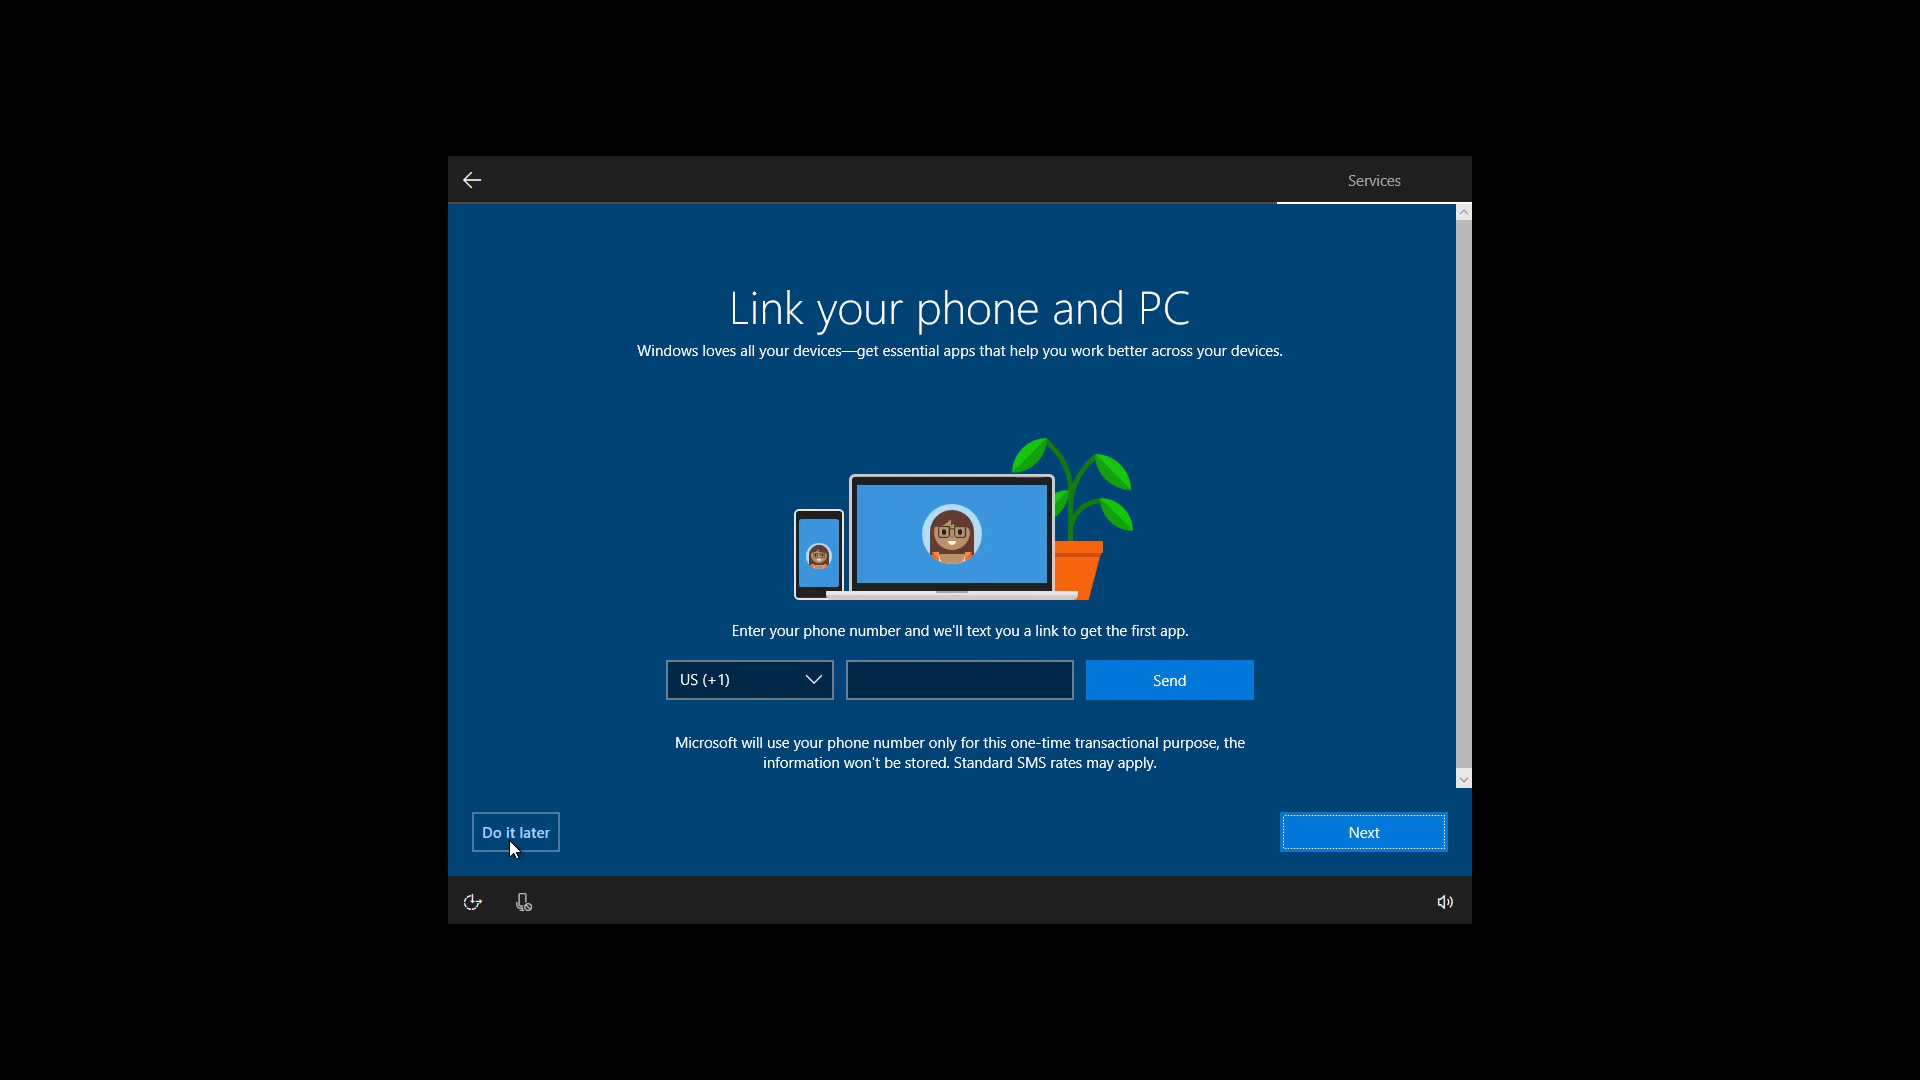 Services
Link your phone and PC
Windows loves all your devices—get essential apps that help you work better across your devices.
Enter your phone number and we'll text you a link to get the first app.
US (+1)
Send
Microsoft will use your phone number only for this one-time transactional purpose, the
information won't be stored. Standard SMS rates may apply.
Do it later
Next